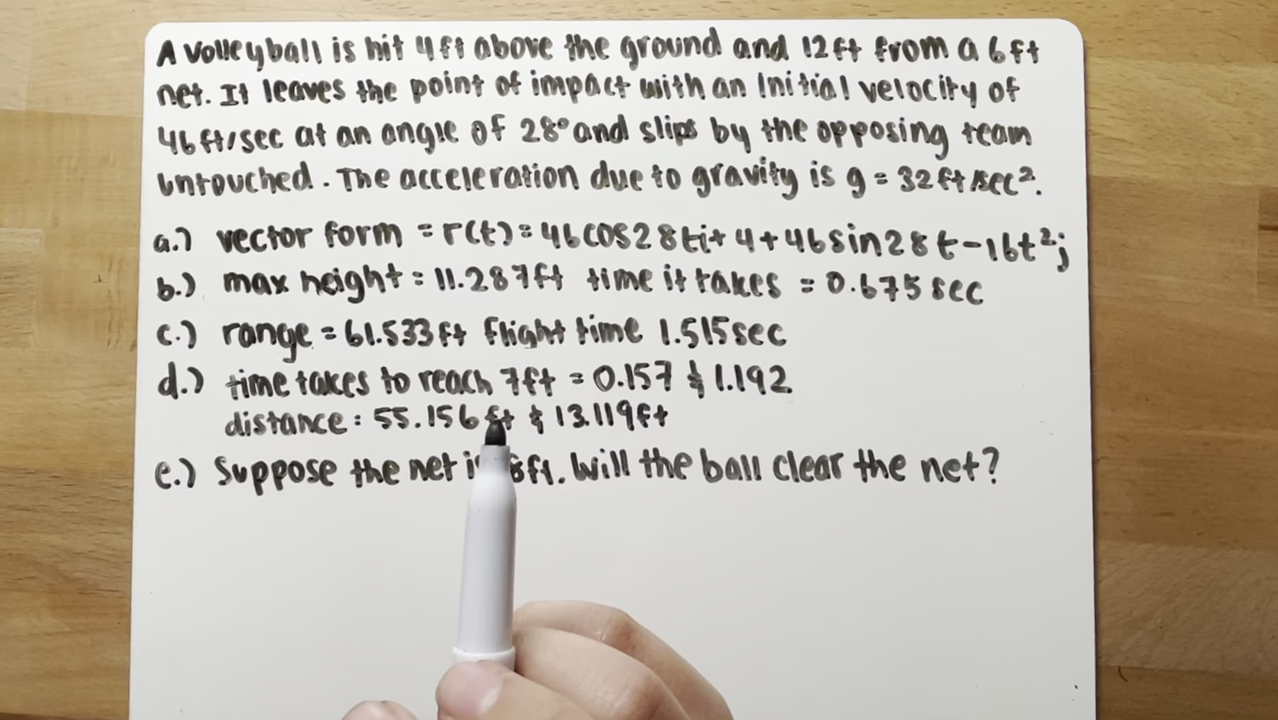 A volleyball is hit 4ft above the ground and 12ft from a 6ft
net. It leaves the point of impact with an initial velocity of
46ft/sec at an angle of 28° and slips by the opposing team
untouched. The acceleration due to gravity is g = 32ft/sec².
a.) vector form = r(t) = 46cos28ti + 4 + 46sin28t - 16t²j
b.) max height = 11.287ft time it takes = 0.675sec
c.) range = 61.533ft flight time 1.515sec
d.) time takes to reach 7ft = 0.157 & 1.192
distance: 55.156ft & 13.119ft
e.) Suppose the net 8ft. Will the ball clear the net?